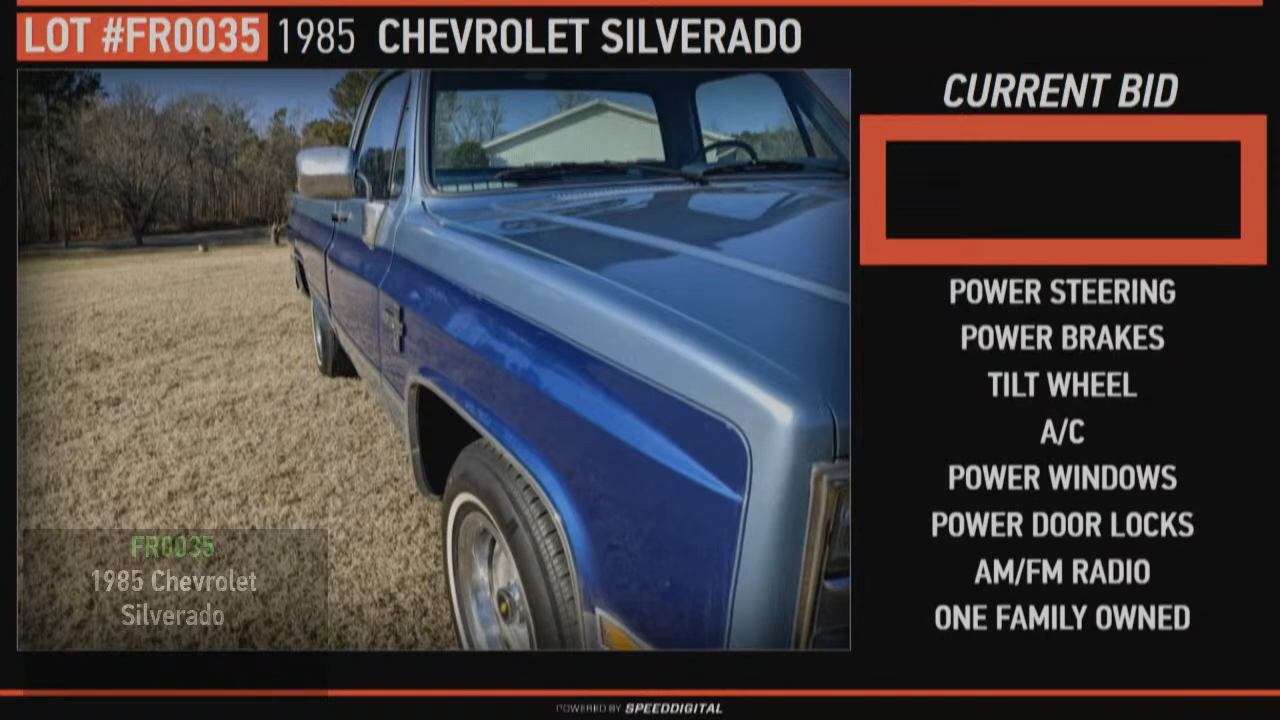 LOT #FR0035 1985 CHEVROLET SILVERADO
CURRENT BID
POWER STEERING
POWER BRAKES
TILT WHEEL
A/C
POWER WINDOWS
POWER DOOR LOCKS
AM/FM RADIO
ONE FAMILY OWNED
FR0035
1985 Chevrolet
Silverado
POWERED BY SPEEDDIGITAL